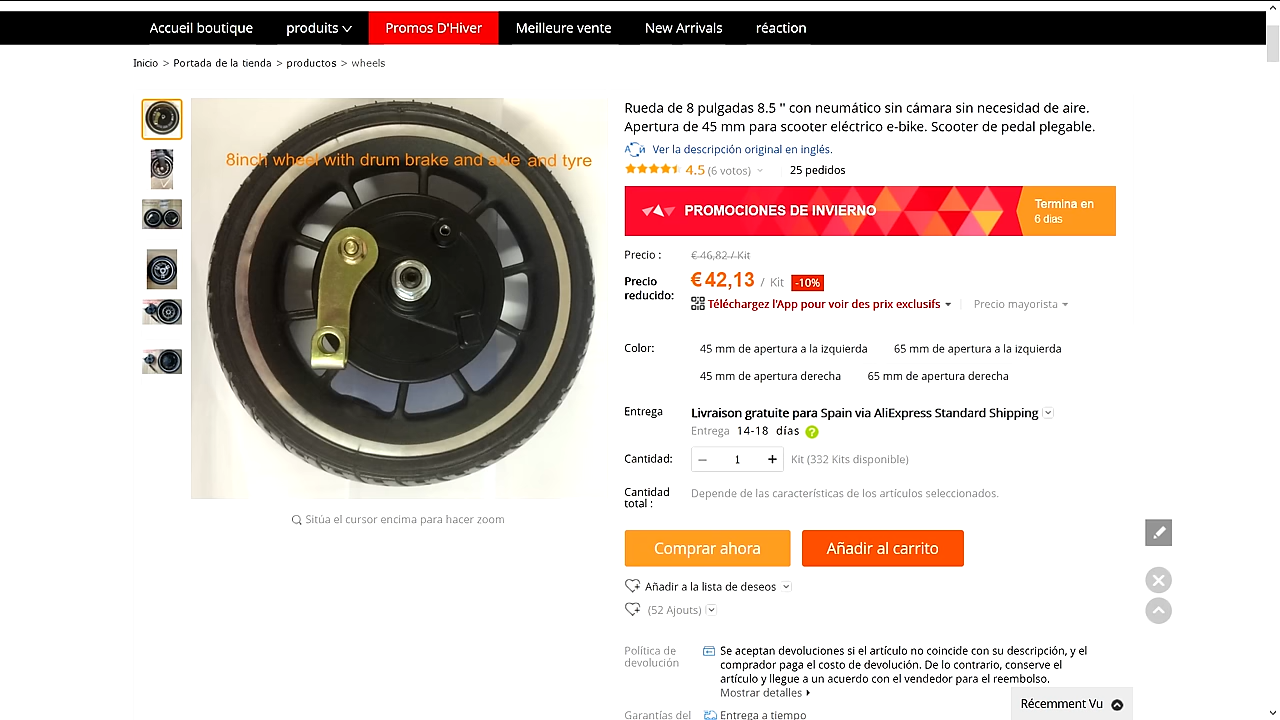 Accueil boutique produits Promos D'Hiver Meilleure vente New Arrivals réaction
Inicio > Portada de la tienda > productos > wheels
8inch wheel with drum brake and axle and tyre
Sitúa el cursor encima para hacer zoom
Rueda de 8 pulgadas 8.5 " con neumático sin cámara sin necesidad de aire.
Apertura de 45 mm para scooter eléctrico e-bike. Scooter de pedal plegable.
Ver la descripción original en inglés.
4.5 (6 votos) 25 pedidos
PROMOCIONES DE INVIERNO
Termina en
6 días
Precio : € 46,82 / Kit
Precio
reducido:
€ 42,13 / Kit -10%
Téléchargez l'App pour voir des prix exclusifs Precio mayorista
Color: 45 mm de apertura a la izquierda 65 mm de apertura a la izquierda
45 mm de apertura derecha 65 mm de apertura derecha
Entrega Livraison gratuite para Spain via AliExpress Standard Shipping
Entrega 14-18 días ?
Cantidad: – 1 + Kit (332 Kits disponible)
Cantidad
total :
Depende de las características de los artículos seleccionados.
Comprar ahora Añadir al carrito
Añadir a la lista de deseos
(52 Ajouts)
Política de
devolución
Se aceptan devoluciones si el artículo no coincide con su descripción, y el
comprador paga el costo de devolución. De lo contrario, conserve el
artículo y llegue a un acuerdo con el vendedor para el reembolso.
Mostrar detalles
Récemment Vu
Garantías del Entrega a tiempo